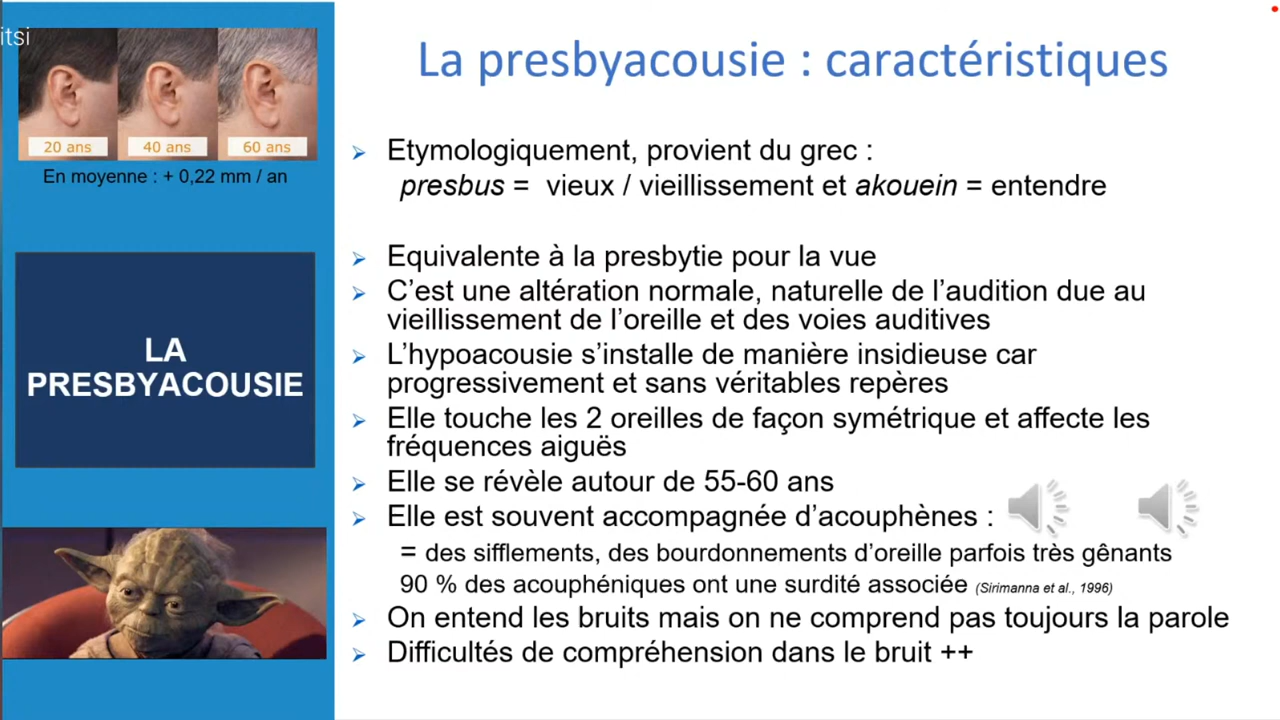 itsi
20 ans
40 ans
60 ans
En moyenne : + 0,22 mm / an
LA
PRESBYACOUSIE
La presbyacousie : caractéristiques
Etymologiquement, provient du grec :
presbus = vieux / vieillissement et akouein = entendre
Equivalente à la presbytie pour la vue
C’est une altération normale, naturelle de l’audition due au
vieillissement de l’oreille et des voies auditives
L’hypoacousie s’installe de manière insidieuse car
progressivement et sans véritables repères
Elle touche les 2 oreilles de façon symétrique et affecte les
fréquences aiguës
Elle se révèle autour de 55-60 ans
Elle est souvent accompagnée d’acouphènes :
= des sifflements, des bourdonnements d’oreille parfois très gênants
90 % des acouphéniques ont une surdité associée (Sirimanna et al., 1996)
On entend les bruits mais on ne comprend pas toujours la parole
Difficultés de compréhension dans le bruit ++